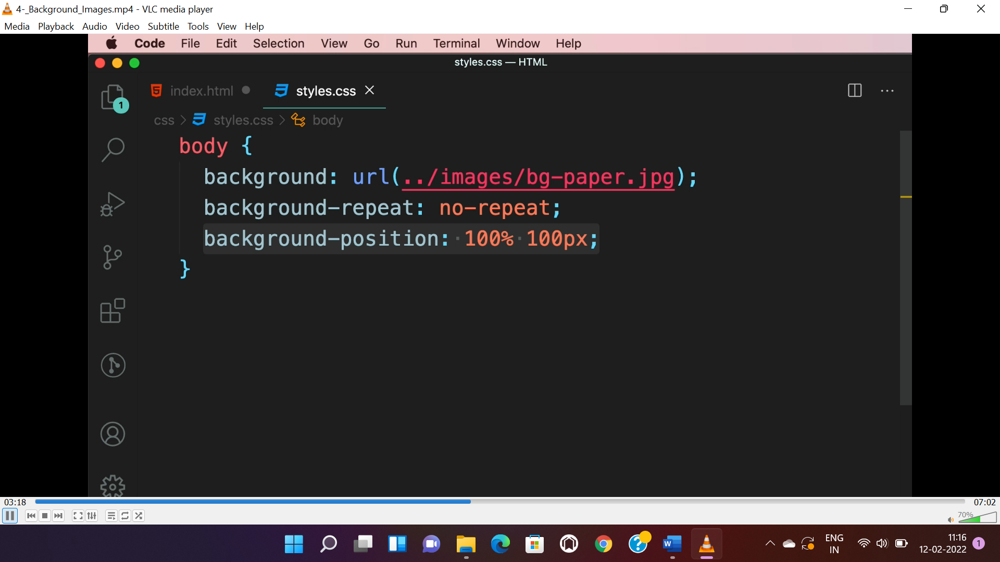 4-_Background_Images.mp4 - VLC media player
Media Playback Audio Video Subtitle Tools View Help
Code File Edit Selection View Go Run Terminal Window Help
styles.css — HTML
index.html styles.css
1
css > styles.css > body
body {
background: url(../images/bg-paper.jpg);
background-repeat: no-repeat;
background-position: 100% 100px;
}
03:18 07:02
70%
ENG
IN
11:16
12-02-2022
1